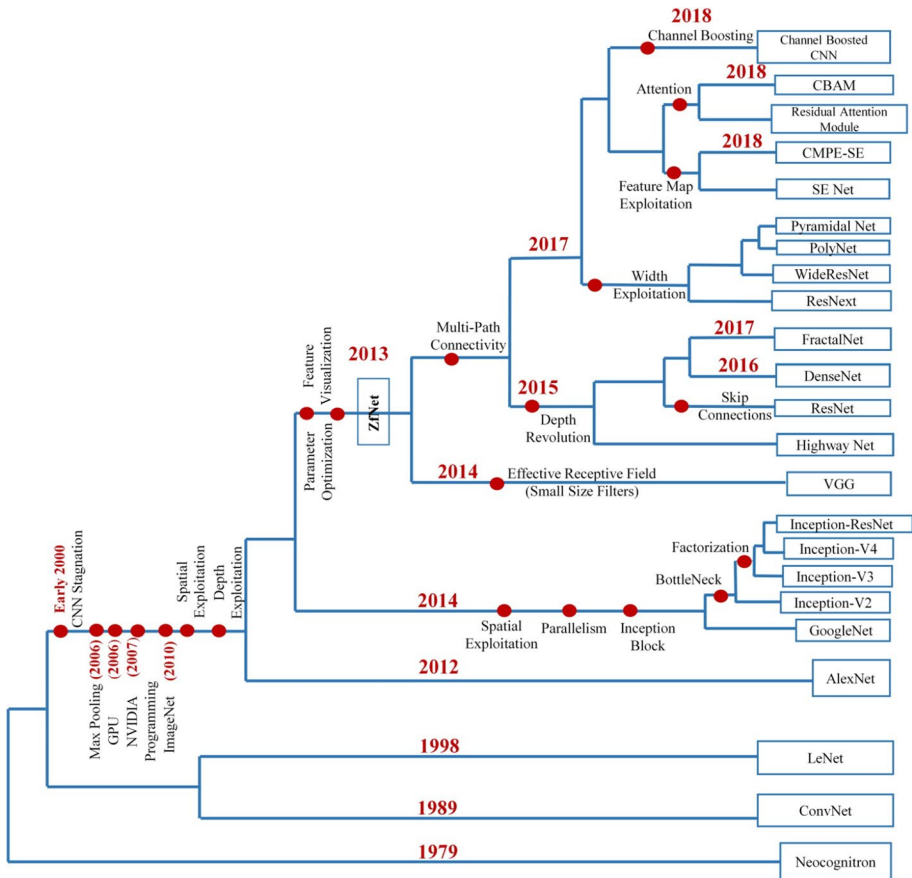 2018
Channel Boosting
Channel Boosted
CNN
2018
Attention
CBAM
Residual Attention
Module
2018
CMPE-SE
Feature Map
Exploitation
SE Net
2017
Pyramidal Net
PolyNet
Width
Exploitation
WideResNet
ResNext
Multi-Path
Connectivity
2017
FractalNet
2016
DenseNet
2015
Depth
Revolution
Skip
Connections
ResNet
Highway Net
Feature
Visualization
Parameter
Optimization
2013
ZfNet
2014
Effective Receptive Field
(Small Size Filters)
VGG
Inception-ResNet
Factorization
Inception-V4
BottleNeck
Inception-V3
Inception-V2
2014
Spatial
Exploitation
Parallelism
Inception
Block
GoogleNet
Early 2000
CNN Stagnation
Spatial
Exploitation
Depth
Exploitation
Max Pooling (2006)
GPU (2006)
NVIDIA (2007)
Programming
ImageNet (2010)
2012
AlexNet
1998
LeNet
1989
ConvNet
1979
Neocognitron